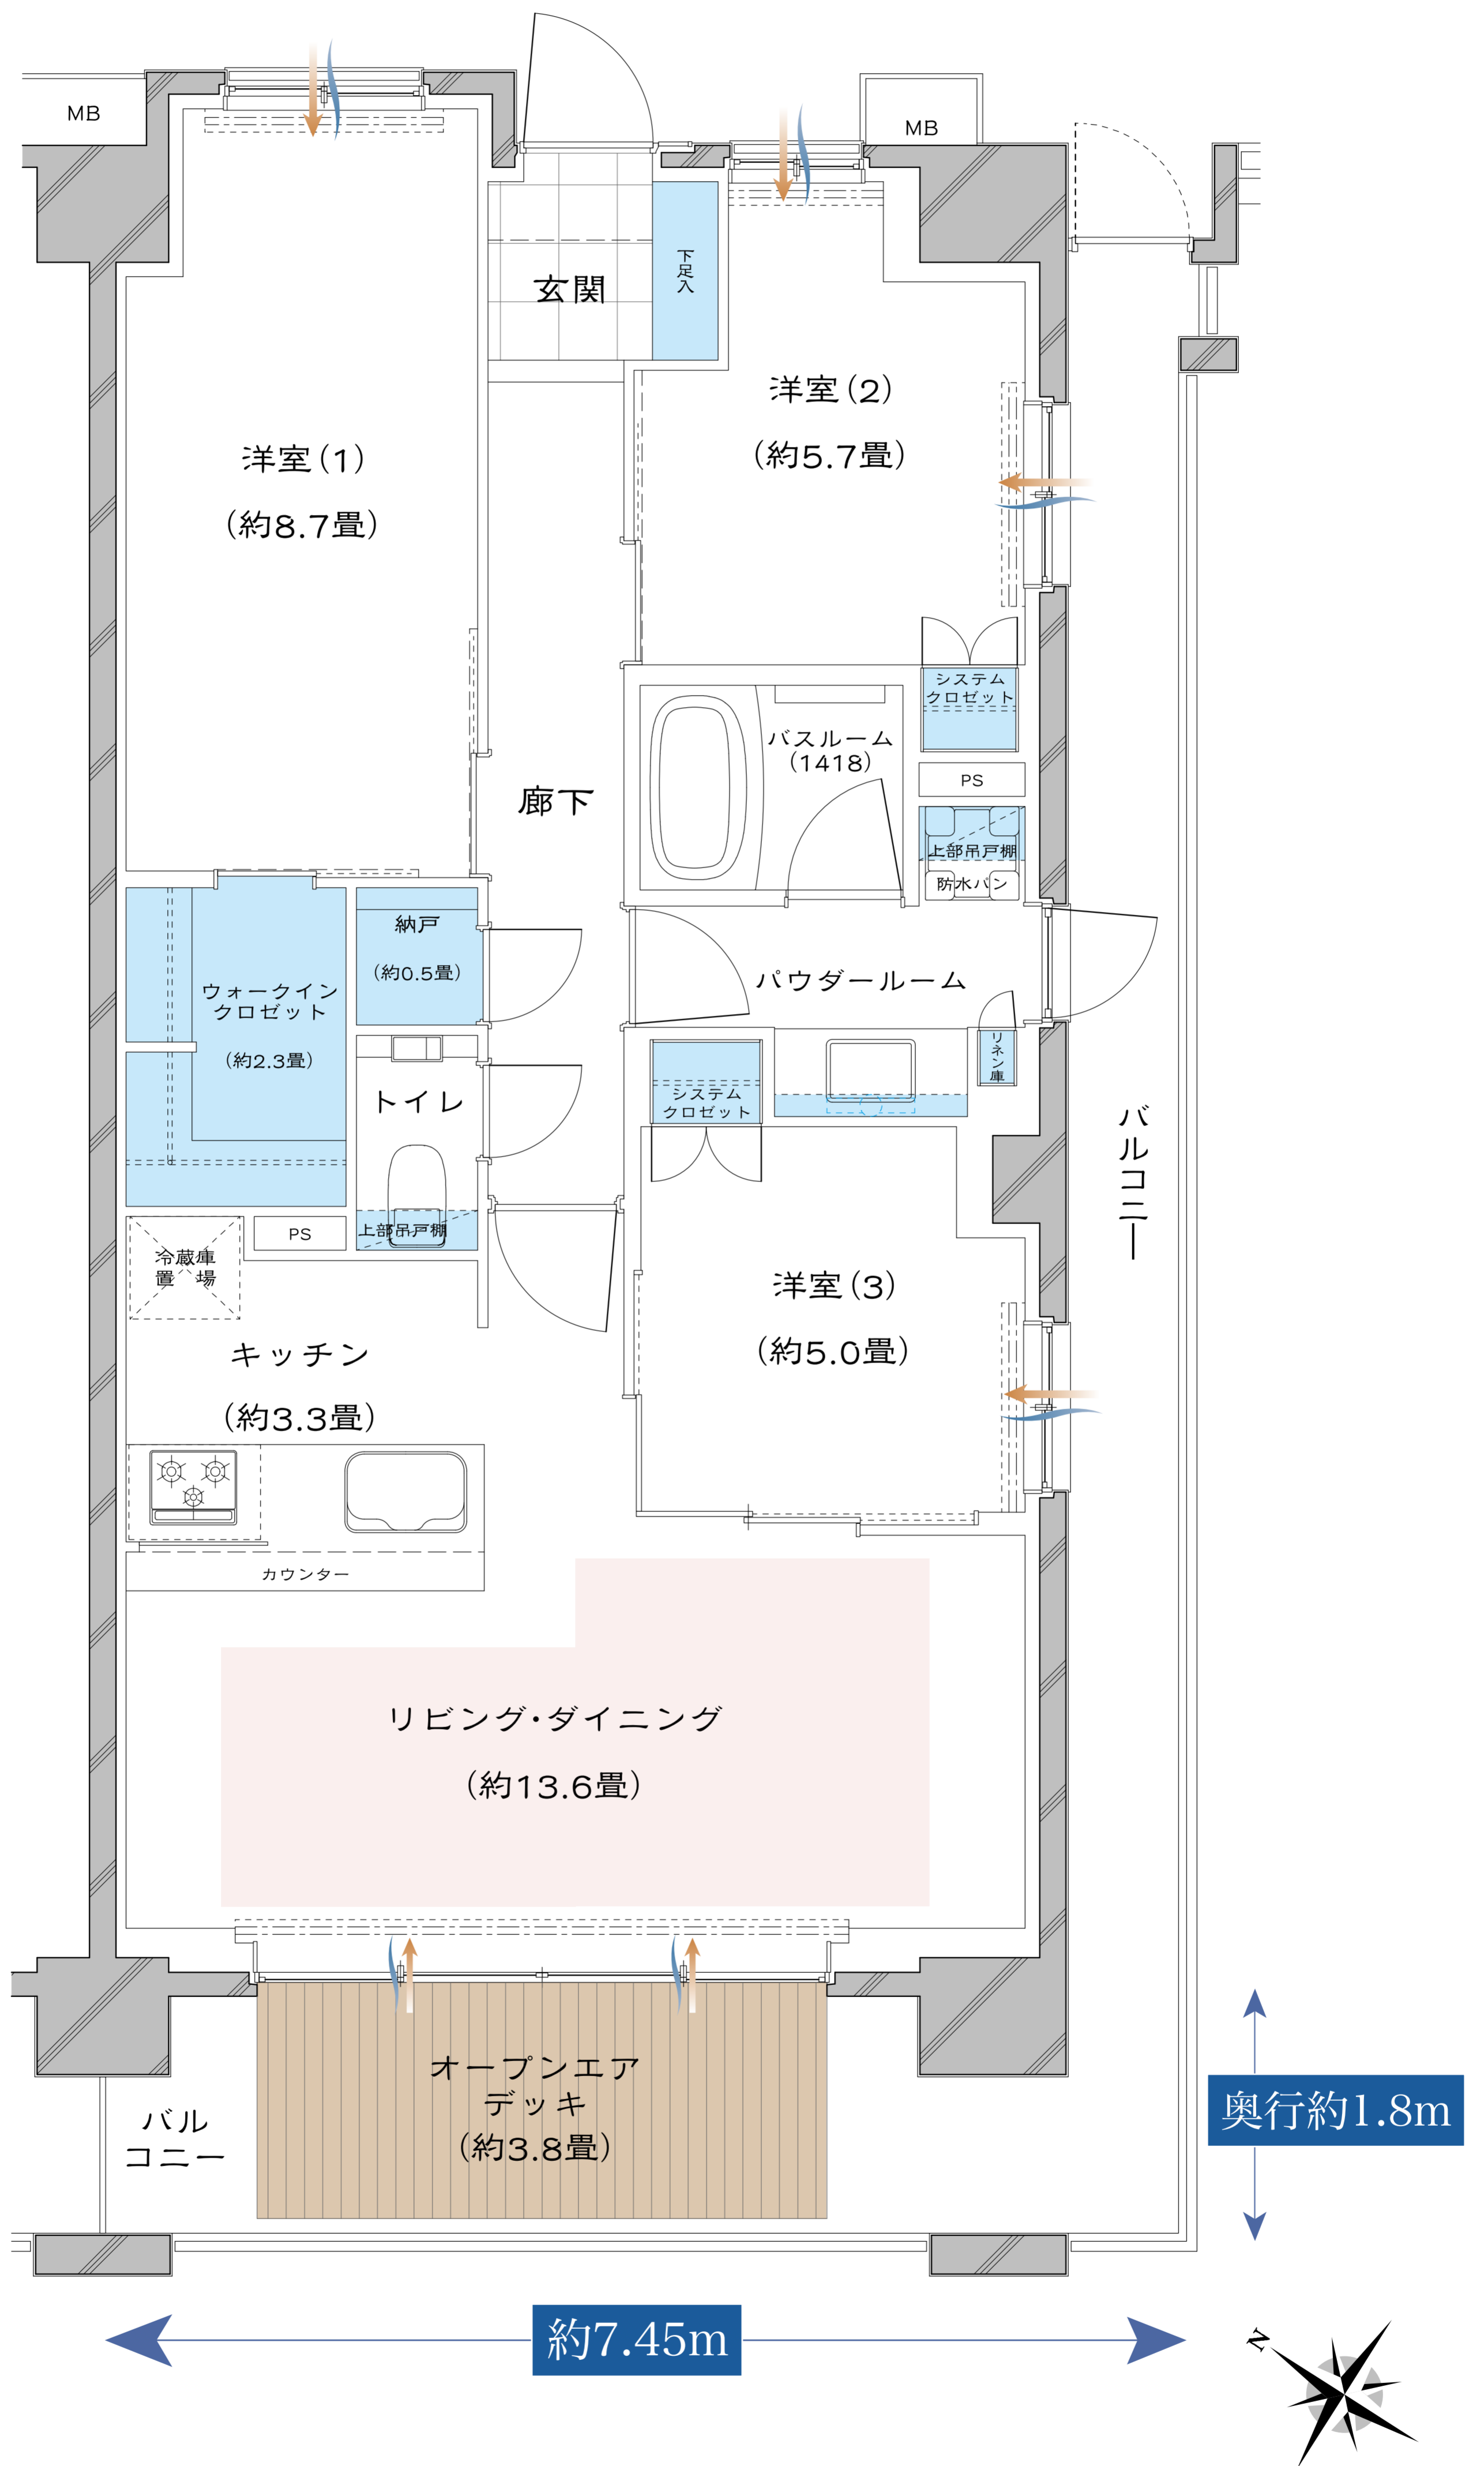 MB
MB
玄関
下足入
洋室(2)
(約5.7畳)
洋室(1)
(約8.7畳)
システム
クロゼット
バスルーム
(1418)
PS
廊下
上部吊戸棚
防水パン
納戸
(約0.5畳)
ウォークイン
クロゼット
(約2.3畳)
パウダールーム
リネン庫
システム
クロゼット
トイレ
バルコニー
上部吊戸棚
PS
冷蔵庫
置 場
洋室(3)
(約5.0畳)
キッチン
(約3.3畳)
カウンター
リビング・ダイニング
(約13.6畳)
オープンエア
デッキ
(約3.8畳)
バル
コニー
奥行約1.8m
約7.45m
N